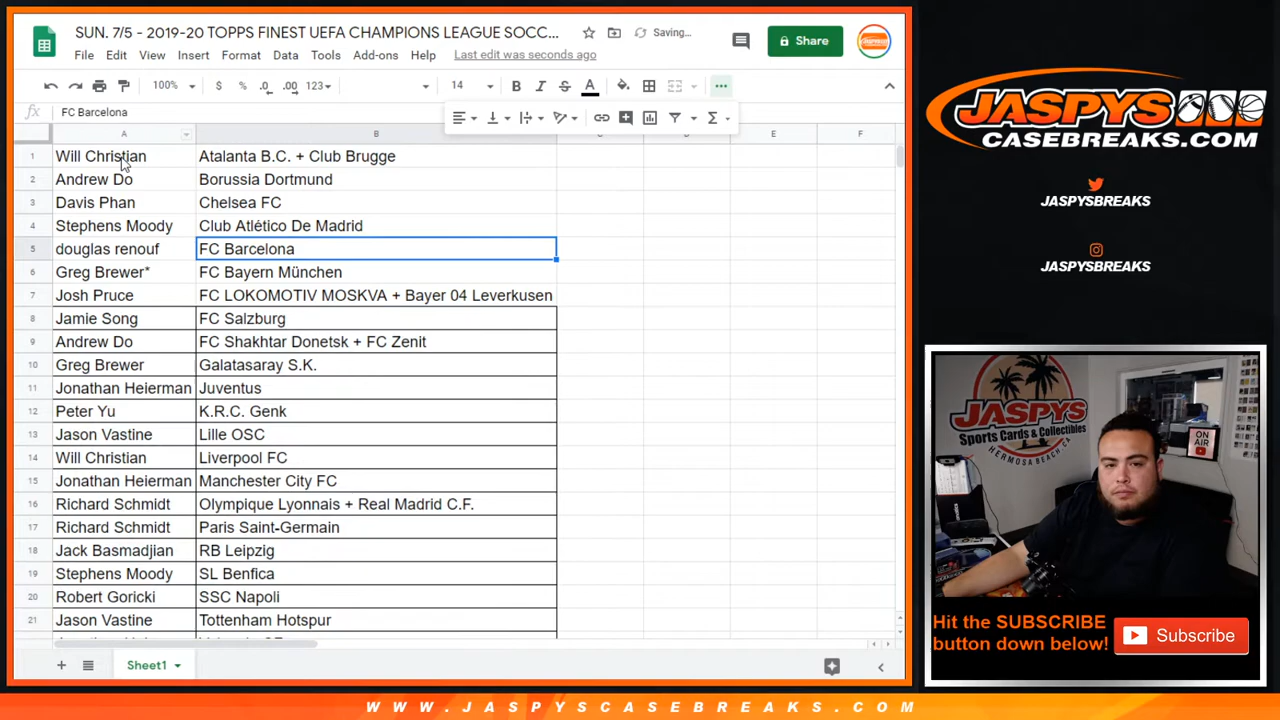 SUN. 7/5 - 2019-20 TOPPS FINEST UEFA CHAMPIONS LEAGUE SOCC...
Saving...
Share
File Edit View Insert Format Data Tools Add-ons Help Last edit was seconds ago
100% $ % .0 .00 123 14 B I S A
fx FC Barcelona
A B E F
1 Will Christian Atalanta B.C. + Club Brugge
2 Andrew Do Borussia Dortmund
3 Davis Phan Chelsea FC
4 Stephens Moody Club Atlético De Madrid
5 douglas renouf FC Barcelona
6 Greg Brewer* FC Bayern München
7 Josh Pruce FC LOKOMOTIV MOSKVA + Bayer 04 Leverkusen
8 Jamie Song FC Salzburg
9 Andrew Do FC Shakhtar Donetsk + FC Zenit
10 Greg Brewer Galatasaray S.K.
11 Jonathan Heierman Juventus
12 Peter Yu K.R.C. Genk
13 Jason Vastine Lille OSC
14 Will Christian Liverpool FC
15 Jonathan Heierman Manchester City FC
16 Richard Schmidt Olympique Lyonnais + Real Madrid C.F.
17 Richard Schmidt Paris Saint-Germain
18 Jack Basmadjian RB Leipzig
19 Stephens Moody SL Benfica
20 Robert Goricki SSC Napoli
21 Jason Vastine Tottenham Hotspur
Sheet1
JASPYS
CASEBREAKS.COM
JASPYSBREAKS
JASPYSBREAKS
JASPYS
Sports Cards & Collectibles
HERMOSA BEACH, CA
ON AIR
Hit the SUBSCRIBE
button down below!
Subscribe
WWW.JASPYSCASEBREAKS.COM